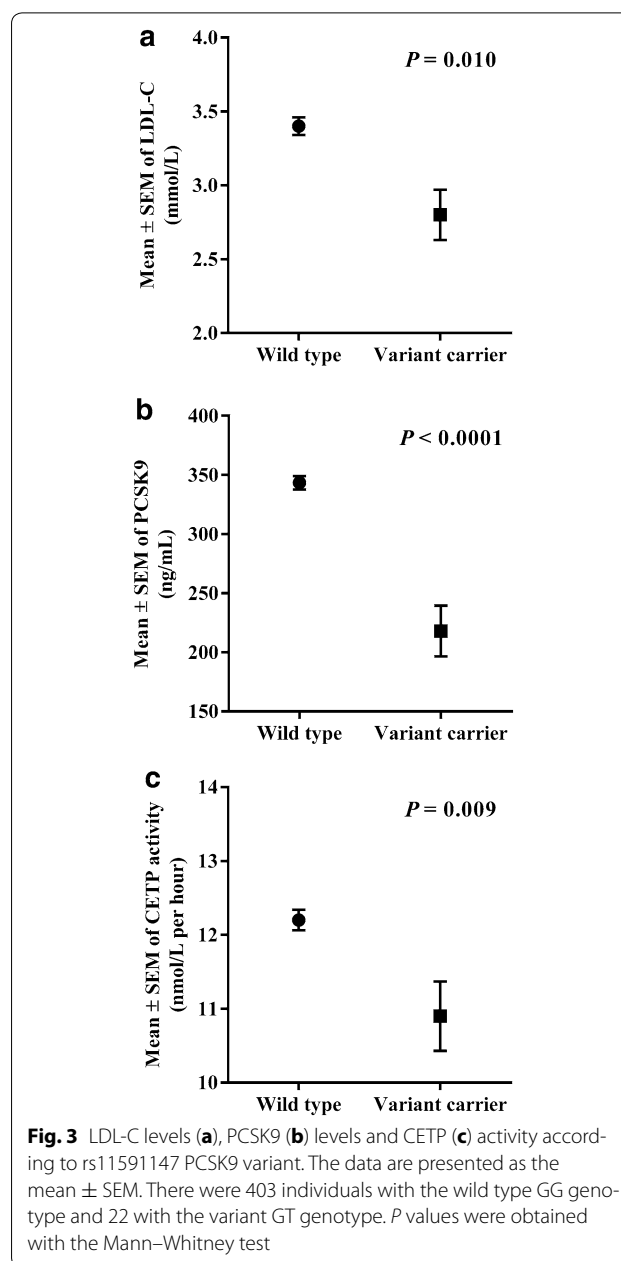 a
P = 0.010
Mean ± SEM of LDL-C
(mmol/L)
4.0
3.5
3.0
2.5
2.0
Wild type Variant carrier
b
P < 0.0001
Mean ± SEM of PCSK9
(ng/mL)
400
350
300
250
200
150
Wild type Variant carrier
c
P = 0.009
Mean ± SEM of CETP activity
(nmol/L per hour)
14
13
12
11
10
Wild type Variant carrier
Fig. 3 LDL-C levels (a), PCSK9 (b) levels and CETP (c) activity accord-
ing to rs11591147 PCSK9 variant. The data are presented as the
mean ± SEM. There were 403 individuals with the wild type GG geno-
type and 22 with the variant GT genotype. P values were obtained
with the Mann–Whitney test